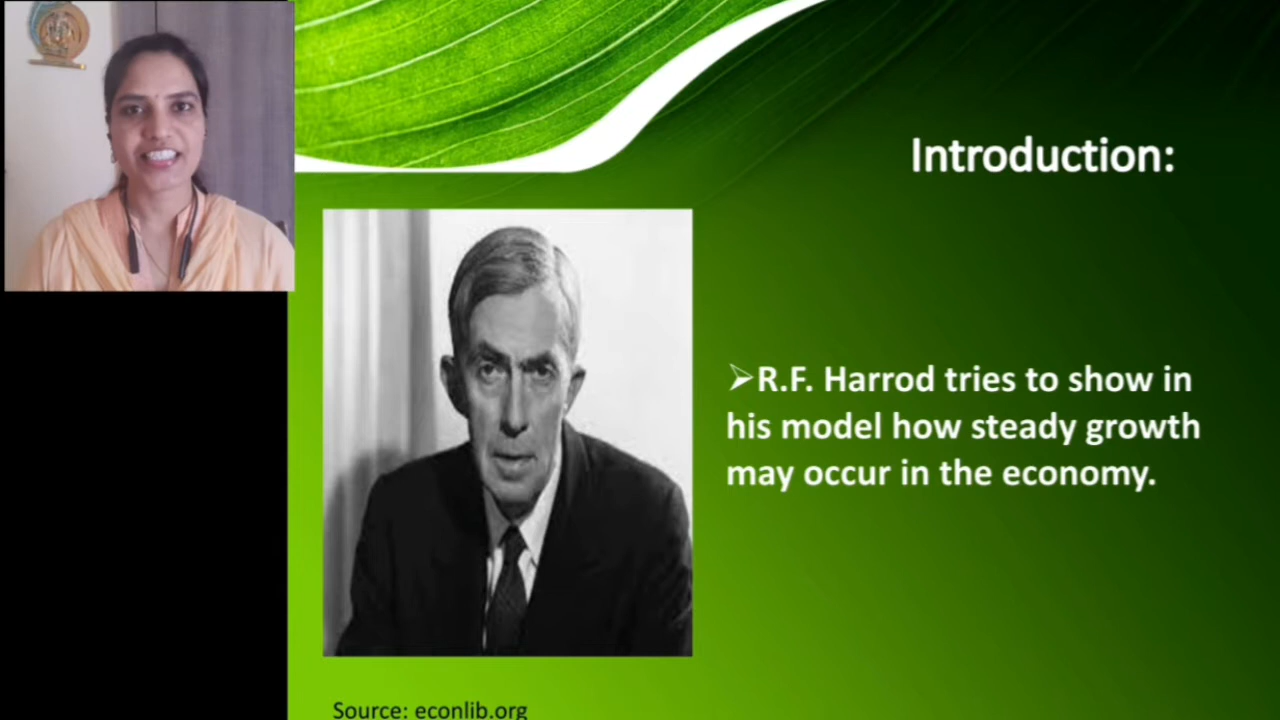 Introduction:
➢R.F. Harrod tries to show in
his model how steady growth
may occur in the economy.
Source: econlib.org